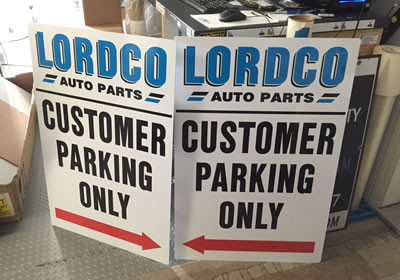 LORDCO
AUTO PARTS
CUSTOMER
PARKING
ONLY
LORDCO
AUTO PARTS
CUSTOMER
PARKING
ONLY